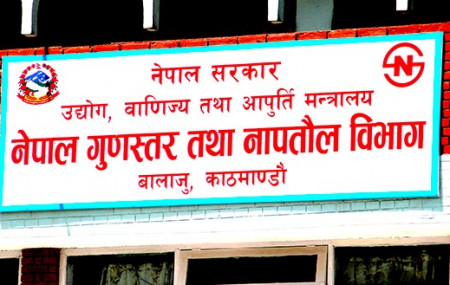 नेपाल सरकार
उद्योग, वाणिज्य तथा आपुर्ति मन्त्रालय
नेपाल गुणस्तर तथा नापतौल विभाग
बालाजु, काठमाण्डौ